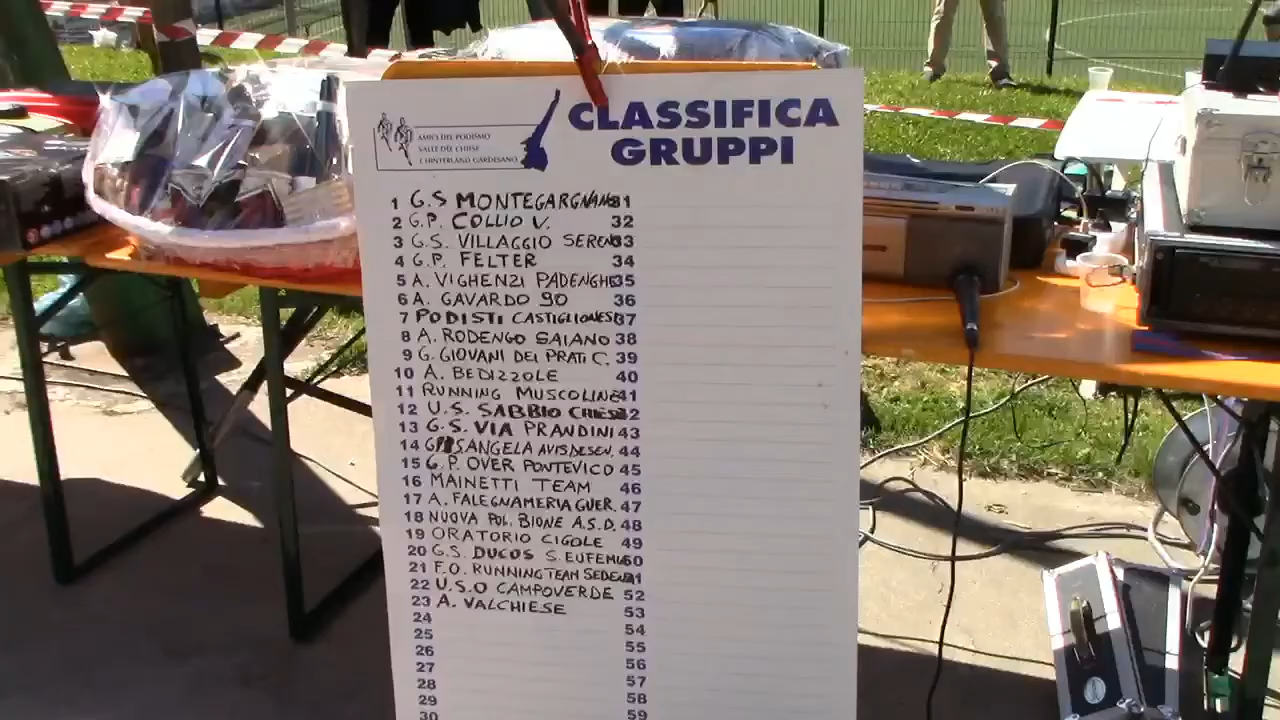 AMICI DEL PODISMO
VALLE DEL CHIESE
E HINTERLAND GARDESANO
CLASSIFICA
GRUPPI
1 G.S MONTEGARGNANO 31
2 G.P. COLLIO V. 32
3 G.S. VILLAGGIO SERENO 33
4 G.P. FELTER 34
5 A. VIGHENZI PADENGHE 35
6 A. GAVARDO 90 36
7 PODISTI CASTIGLIONESI 37
8 A. RODENGO SAIANO 38
9 G. GIOVANI DEI PRATI C. 39
10 A. BEDIZZOLE 40
11 RUNNING MUSCOLINE 41
12 U.S. SABBIO CHIESE 42
13 G.S. VIA PRANDINI 43
14 S.ANGELA AVIS DESEN. 44
15 G.P. OVER PONTEVICO 45
16 MAINETTI TEAM 46
17 A. FALEGNAMERIA GUER. 47
18 NUOVA POL. BIONE A.S.D. 48
19 ORATORIO CIGOLE 49
20 G.S. DUCOS S. EUFEMIA 50
21 F.O. RUNNING TEAM 51
22 U.S.O CAMPOVERDE 52
23 A. VALCHIESE 53
24 54
25 55
26 56
27 57
28 58
29 59
30